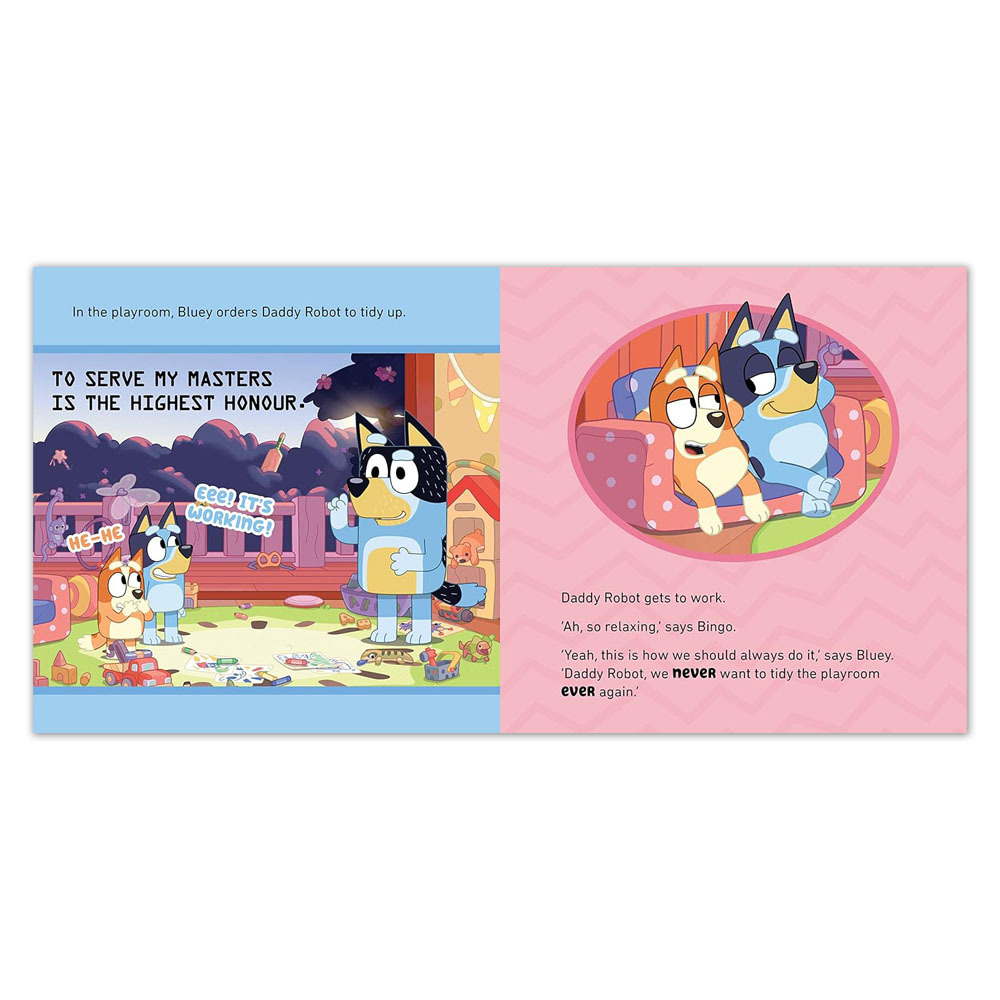 In the playroom, Bluey orders Daddy Robot to tidy up.
TO SERVE MY MASTERS
IS THE HIGHEST HONOUR.
EEE! IT'S
WORKING!
HE-HE
Daddy Robot gets to work.
'Ah, so relaxing,' says Bingo.
'Yeah, this is how we should always do it,' says Bluey.
'Daddy Robot, we NEVER want to tidy the playroom
EVER again.'